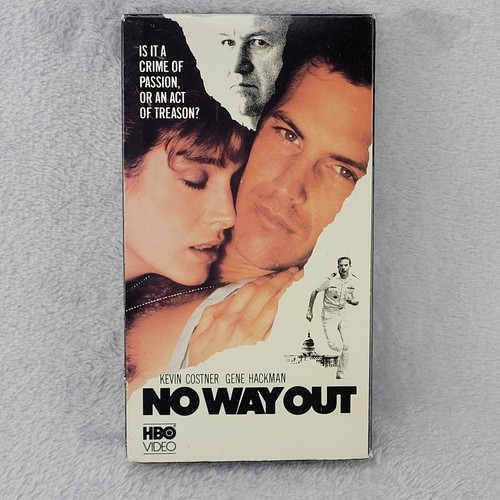 IS IT A
CRIME OF
PASSION,
OR AN ACT
OF TREASON?
KEVIN COSTNER GENE HACKMAN
NO WAY OUT
HBO
VIDEO